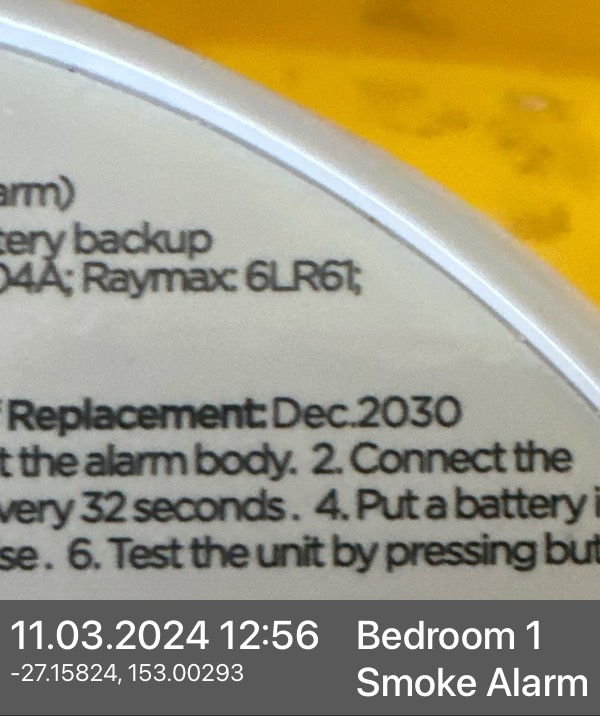 arm)
tery backup
04A; Raymax: 6LR61;
Replacement: Dec.2030
t the alarm body. 2. Connect the
very 32 seconds. 4. Put a battery i
se. 6. Test the unit by pressing but
11.03.2024 12:56
-27.15824, 153.00293
Bedroom 1
Smoke Alarm